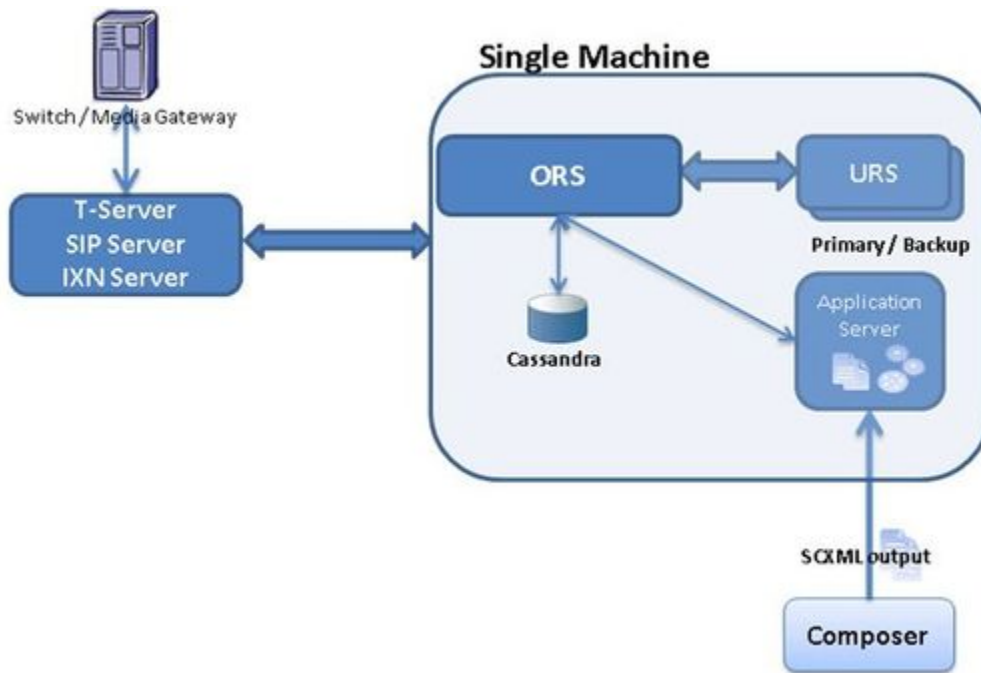 Single Machine
Switch / Media Gateway
T-Server
SIP Server
IXN Server
ORS
URS
Primary / Backup
Cassandra
Application
Server
SCXML output
Composer